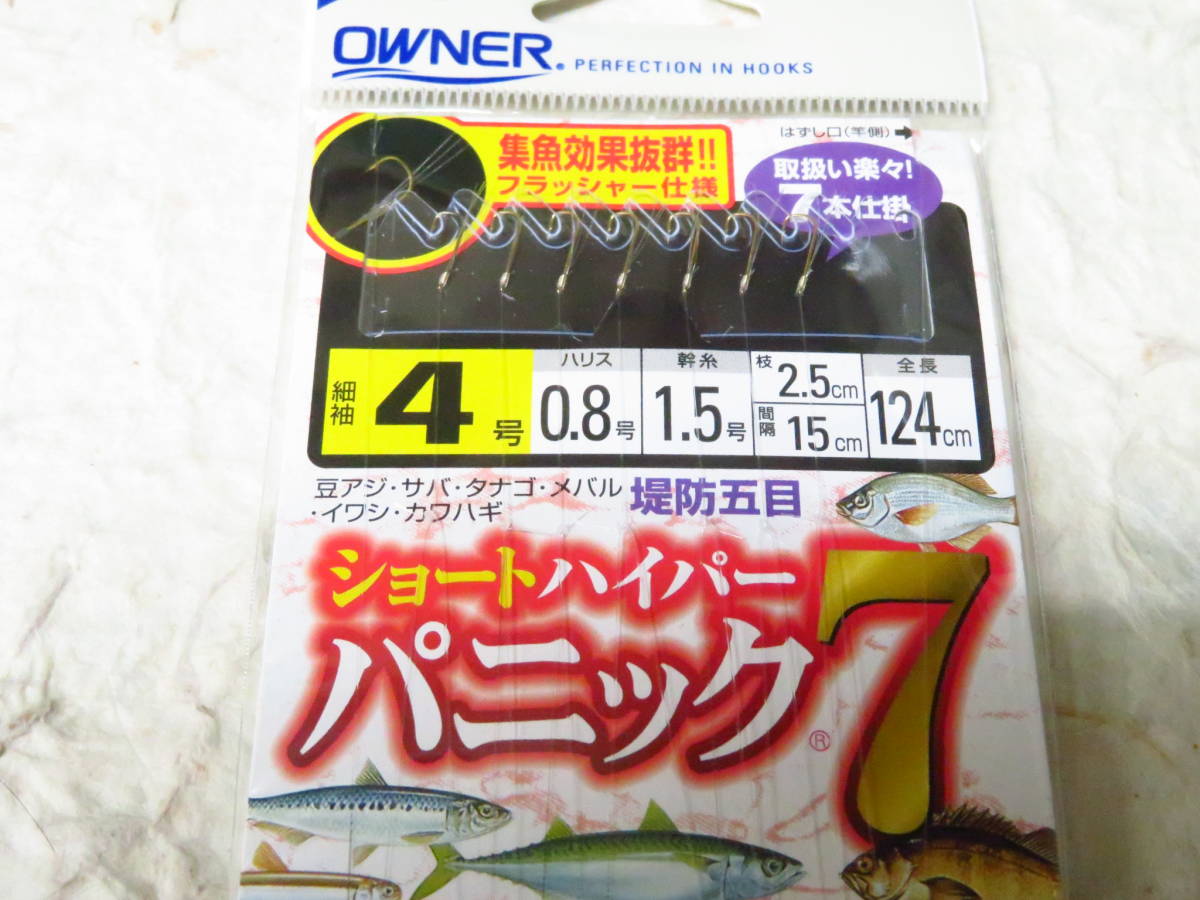 OWNER. PERFECTION IN HOOKS
はずし口(竿側)➡
集魚効果抜群!!
フラッシャー仕様
取扱い楽々!
7本仕掛
細袖 4号
ハリス 0.8号
幹糸 1.5号
枝 2.5cm
間隔 15cm
全長 124cm
豆アジ・サバ・タナゴ・メバル
・イワシ・カワハギ
堤防五目
ショートハイパー
パニック®7